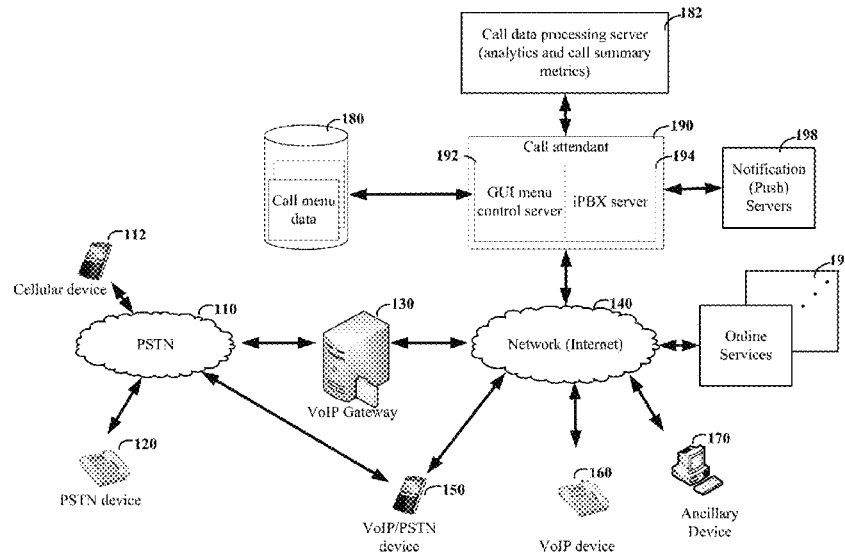 182
Call data processing server
(analytics and call summary
metrics)
180
190
Call attendant
192
194
198
Call menu
data
GUI menu
control server
iPBX server
Notification
(Push)
Servers
112
Cellular device
110
PSTN
130
VoIP Gateway
140
Network (Internet)
19
Online
Services
120
PSTN device
150
VoIP/PSTN
device
160
VoIP device
170
Ancillary
Device